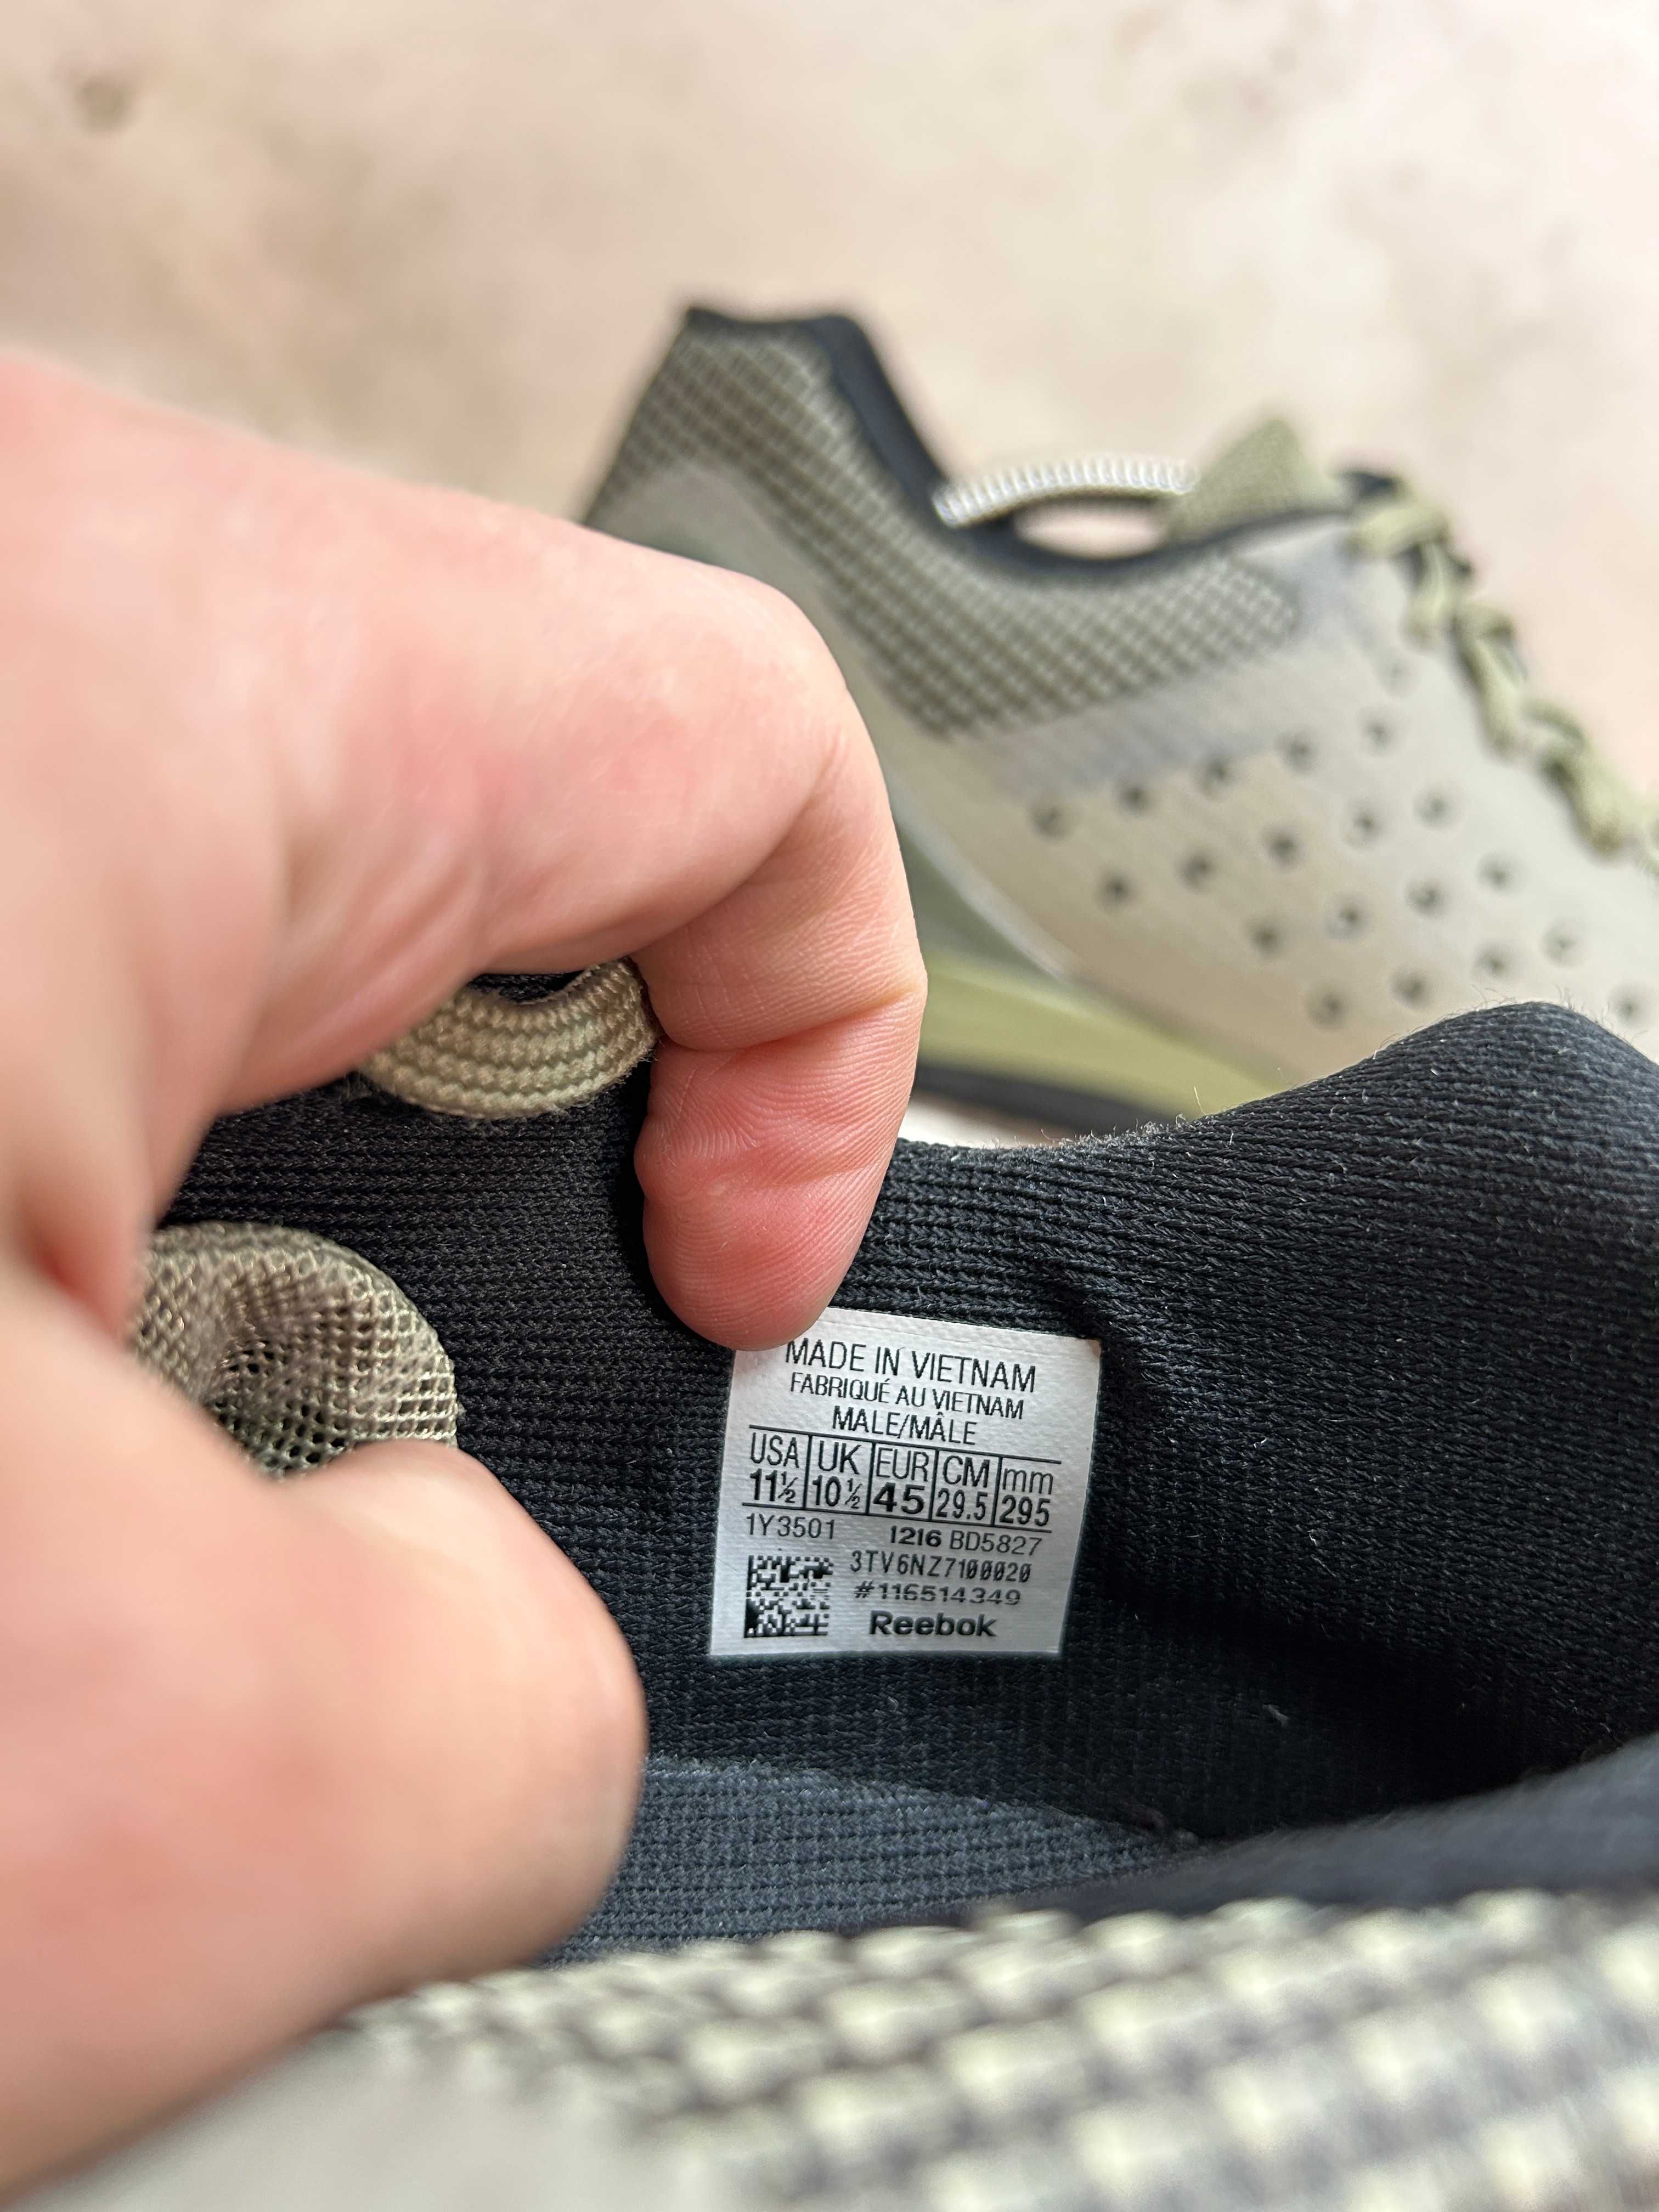 MADE IN VIETNAM
FABRIQUÉ AU VIETNAM
MALE/MÂLE
USA UK EUR CM mm
11½ 10½ 45 29.5 295
1Y3501 1216 BD5827
3TV6NZ7100020
#116514349
Reebok